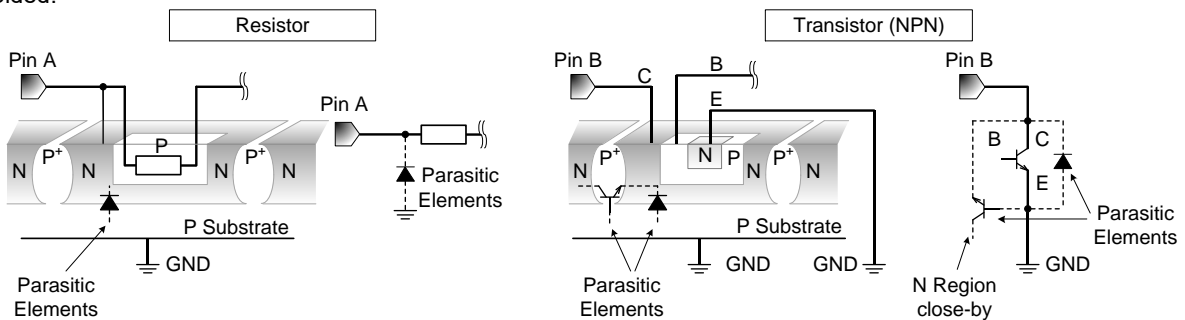 Resistor
Transistor (NPN)
Pin A
Pin A
N
P+
N
P
N
P+
N
Parasitic
Elements
P Substrate
GND
Parasitic
Elements
Pin B
C
B
E
N
P+
N
N
P
N
P+
N
P Substrate
GND
GND
Parasitic
Elements
Pin B
B
C
E
Parasitic
Elements
GND
N Region
close-by